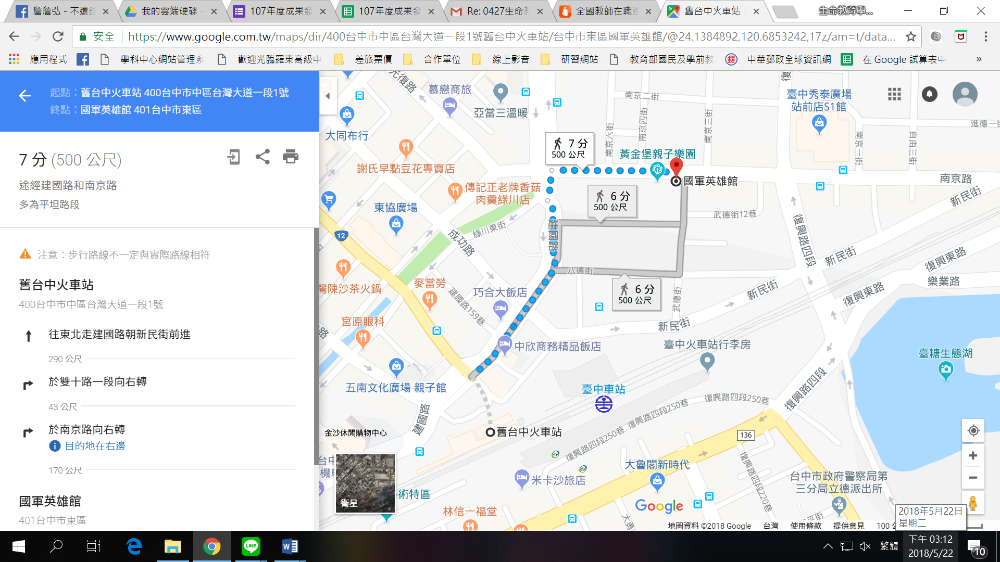 詹詹弘 - 不還錢
我的雲端硬碟 -
107年度成果發
107年度成果發
Re: 0427生命教
全國教師在職進
舊台中火車站 至
生命教育學...
安全
https://www.google.com.tw/maps/dir/400台中市中區台灣大道一段1號舊台中火車站/台中市東區國軍英雄館/@24.1384892,120.6853242,17z/am=t/data...
應用程式
學科中心網站管理系
歡迎光臨羅東高級中
差旅票價
合作單位
線上影音
研習網站
教育部國民及學前教
中華郵政全球資訊網
在 Google 試算表中
»
起點：舊台中火車站 400台中市中區台灣大道一段1號
終點：國軍英雄館 401台中市東區
7 分 (500 公尺)
途經建國路和南京路
多為平坦路段
注意：步行路線不一定與實際路線相符
舊台中火車站
400台中市中區台灣大道一段1號
往東北走建國路朝新民街前進
290 公尺
於雙十路一段向右轉
43 公尺
於南京路向右轉
目的地在右邊
170 公尺
國軍英雄館
401台中市東區
光復路
慕戀商旅
亞當三溫暖
南京二街
復
臺中秀泰廣場
站前店S1館
進德一街
大同布行
南京六街
南京四街
南京三街
南京一街
自由三街
7 分
500 公尺
黃金堡親子樂園
謝氏早點豆花專賣店
國軍英雄館
南京路
新民街
傳記正老牌香菇
肉羹綠川店
6 分
500 公尺
東協廣場
武德街12巷
綠川東街
建國路
成功路
12
復興路四段
新民街
復興東路
灣陳沙茶火鍋
麥當勞
八德街
巧合大飯店
建國路159巷
6 分
500 公尺
武德街
新民街
樂業路
復興東路
宮原眼科
路
新民街
中欣商務精品飯店
臺中火車站行李房
臺糖生態湖
五南文化廣場 親子館
臺中車站
復興路四段250巷
復興路四段250巷
復興路四段
建國路
金沙休閒購物中心
舊台中火車站
136
復興路四段250巷
台中
機車
大魯閣新時代
復興路四段220巷
米卡沙旅店
台中市政府警察局第
三分局立德派出所
衛星
術特區
林信一福堂
Google
大勇
平街
2018年5月22日
星期二
地圖資料 ©2018 Google
台灣
使用條款
提供意見
100 公
LINE
繁體
下午 03:12
2018/5/22
10